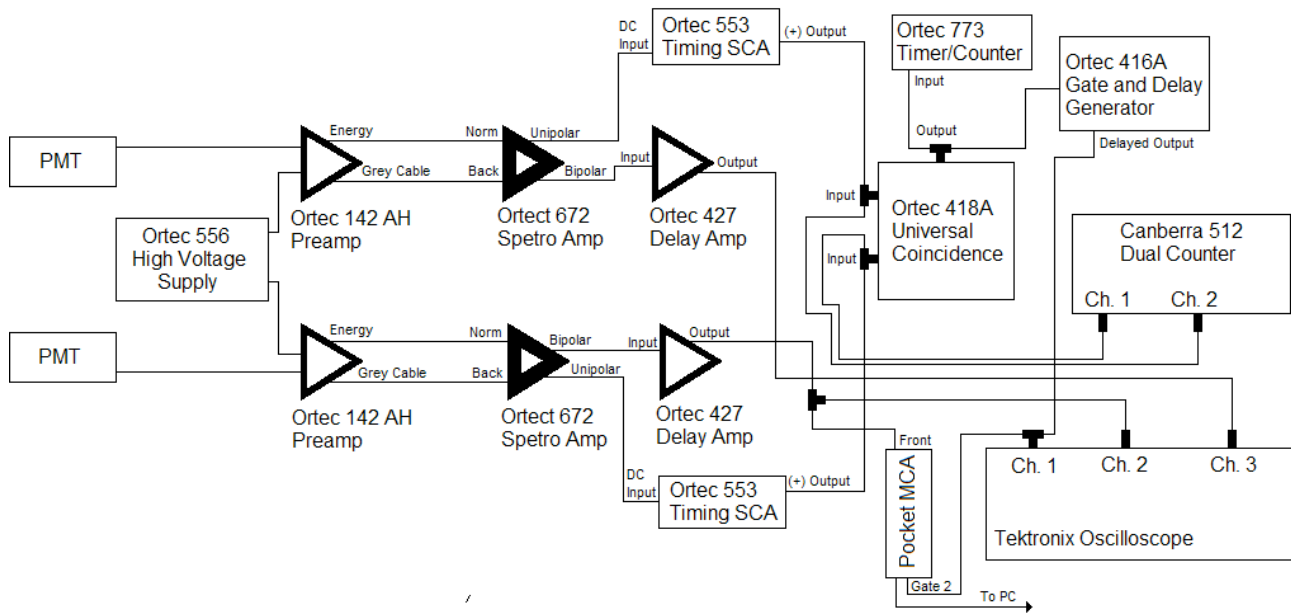 DC
Input
Ortec 553
Timing SCA
(+) Output
Ortec 773
Timer/Counter
Input
Ortec 416A
Gate and Delay
Generator
Delayed Output
PMT
Energy
Grey Cable
Ortec 142 AH
Preamp
Norm
Back
Unipolar
Bipolar
Ortect 672
Spetro Amp
Input
Output
Ortec 427
Delay Amp
Output
Input
Input
Ortec 418A
Universal
Coincidence
Canberra 512
Dual Counter
Ch. 1
Ch. 2
Ortec 556
High Voltage
Supply
PMT
Energy
Grey Cable
Ortec 142 AH
Preamp
Norm
Back
Bipolar
Unipolar
Ortect 672
Spetro Amp
Input
Output
Ortec 427
Delay Amp
DC
Input
Ortec 553
Timing SCA
(+) Output
Front
Pocket MCA
Gate 2
To PC
Ch. 1
Ch. 2
Ch. 3
Tektronix Oscilloscope